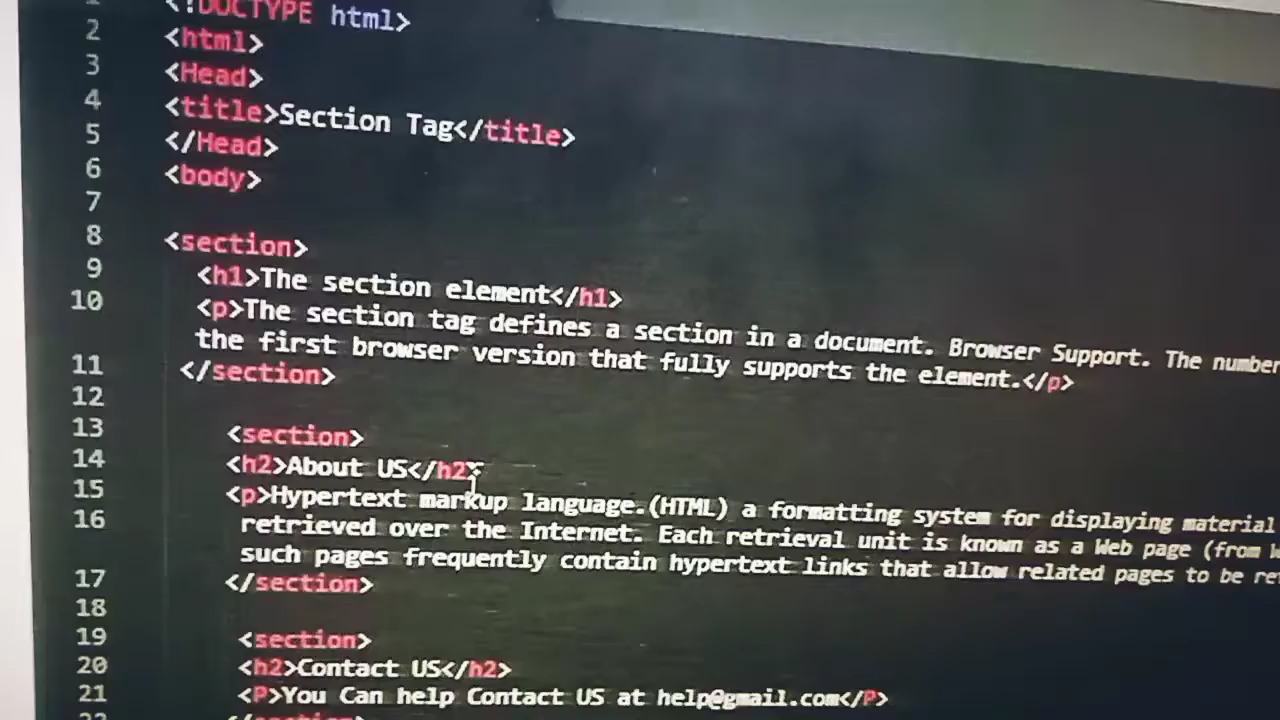 1 <!DOCTYPE html>
2 <html>
3 <Head>
4 <title>Section Tag</title>
5 </Head>
6 <body>
7
8 <section>
9 <h1>The section element</h1>
10 <p>The section tag defines a section in a document. Browser Support. The number
the first browser version that fully supports the element.</p>
11 </section>
12
13 <section>
14 <h2>About US</h2>
15 <p>Hypertext markup language.(HTML) a formatting system for displaying material
16 retrieved over the Internet. Each retrieval unit is known as a Web page (from
such pages frequently contain hypertext links that allow related pages to be
17 </section>
18
19 <section>
20 <h2>Contact US</h2>
21 <P>You Can help Contact US at help@gmail.com</P>
22 </section>